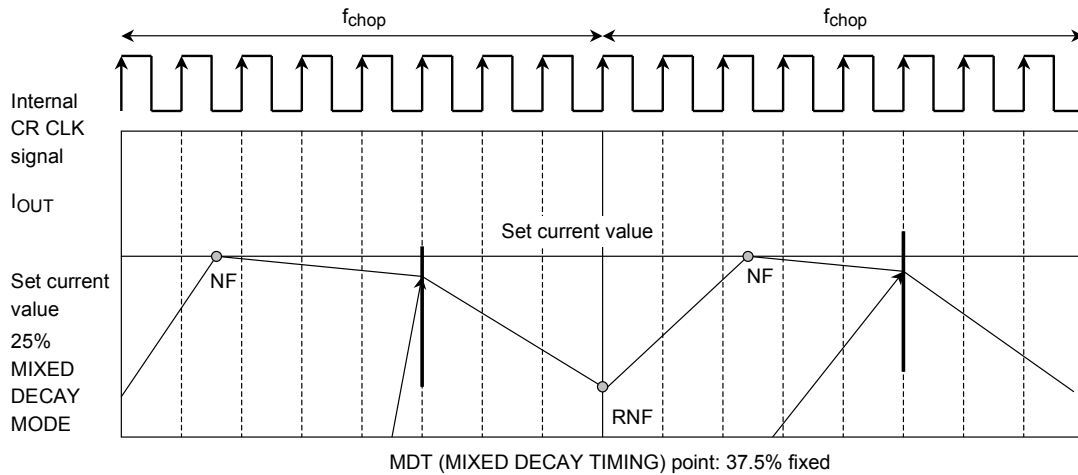 fchop
fchop
Internal
CR CLK
signal
IOUT
Set current value
NF
NF
Set current
value
25%
MIXED
DECAY
MODE
RNF
MDT (MIXED DECAY TIMING) point: 37.5% fixed